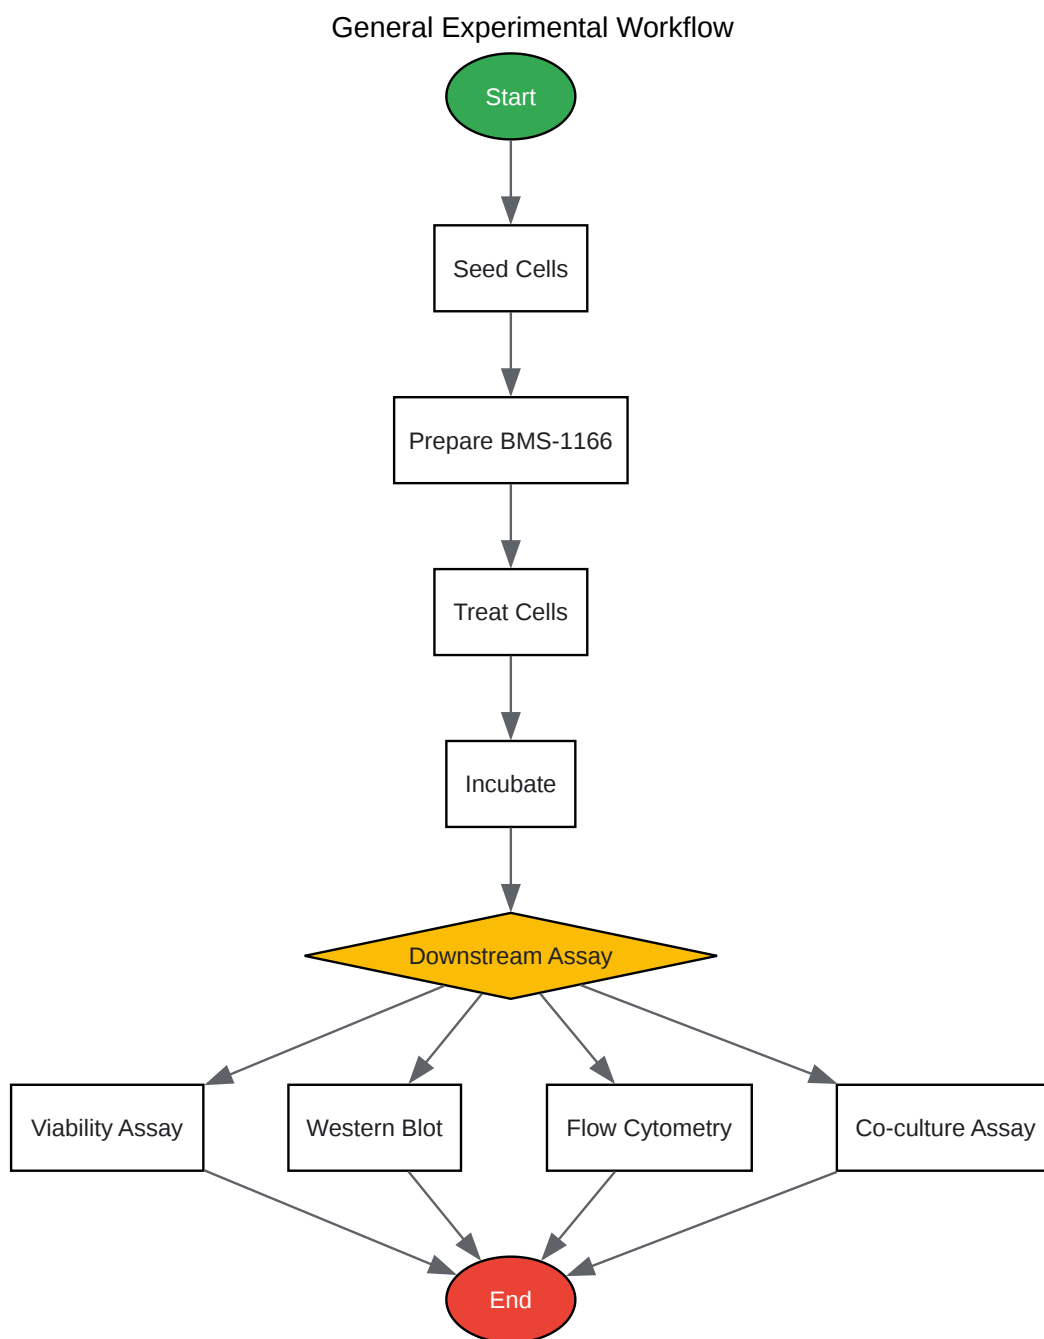 General Experimental Workflow
Start
Seed Cells
Prepare BMS-1166
Treat Cells
Incubate
Downstream Assay
Viability Assay
Western Blot
Flow Cytometry
Co-culture Assay
End